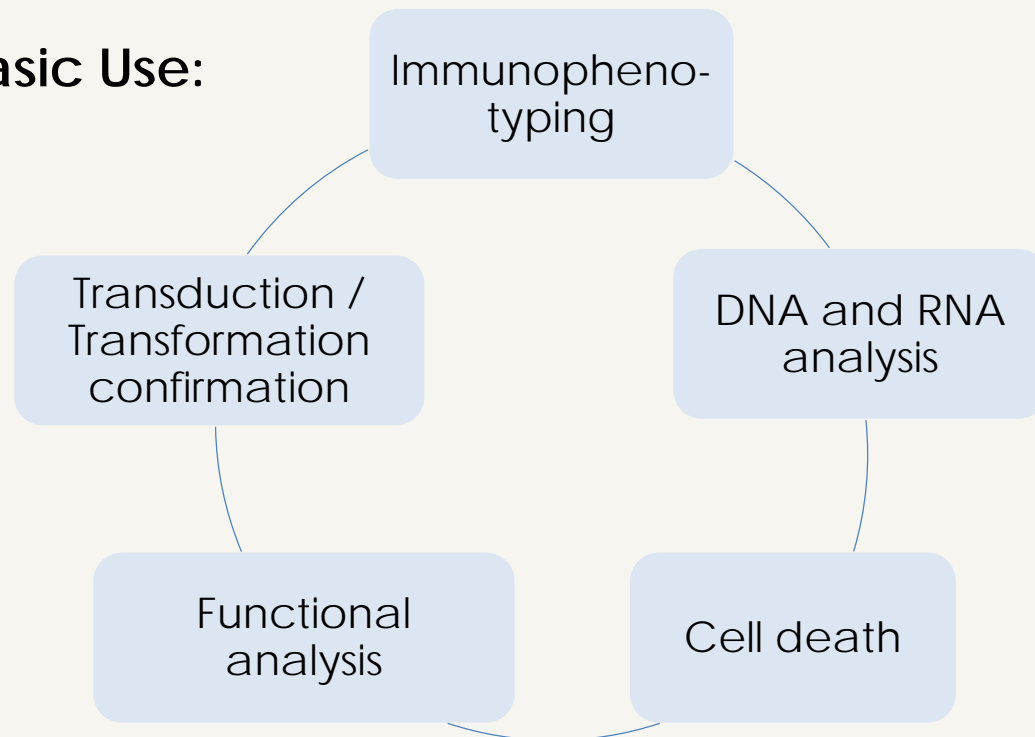 asic Use:
Immunopheno-
typing
Transduction /
Transformation
confirmation
DNA and RNA
analysis
Functional
analysis
Cell death